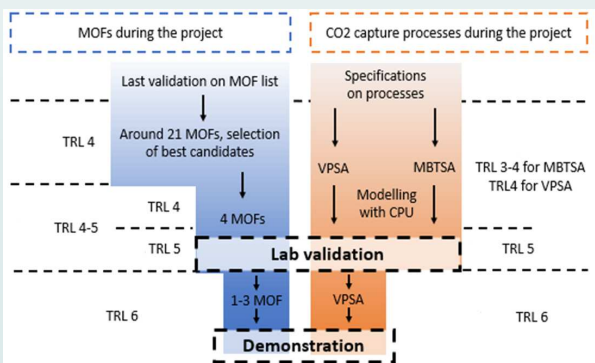 MOFs during the project
CO2 capture processes during the project
Last validation on MOF list
Specifications
on processes
TRL 4
Around 21 MOFs, selection
of best candidates
VPSA
MBTSA
TRL 3-4 for MBTSA
TRL4 for VPSA
TRL 4-5
TRL 4
4 MOFs
Modelling
with CPU
TRL 5
Lab validation
TRL 5
TRL 6
1-3 MOF
VPSA
TRL 6
Demonstration